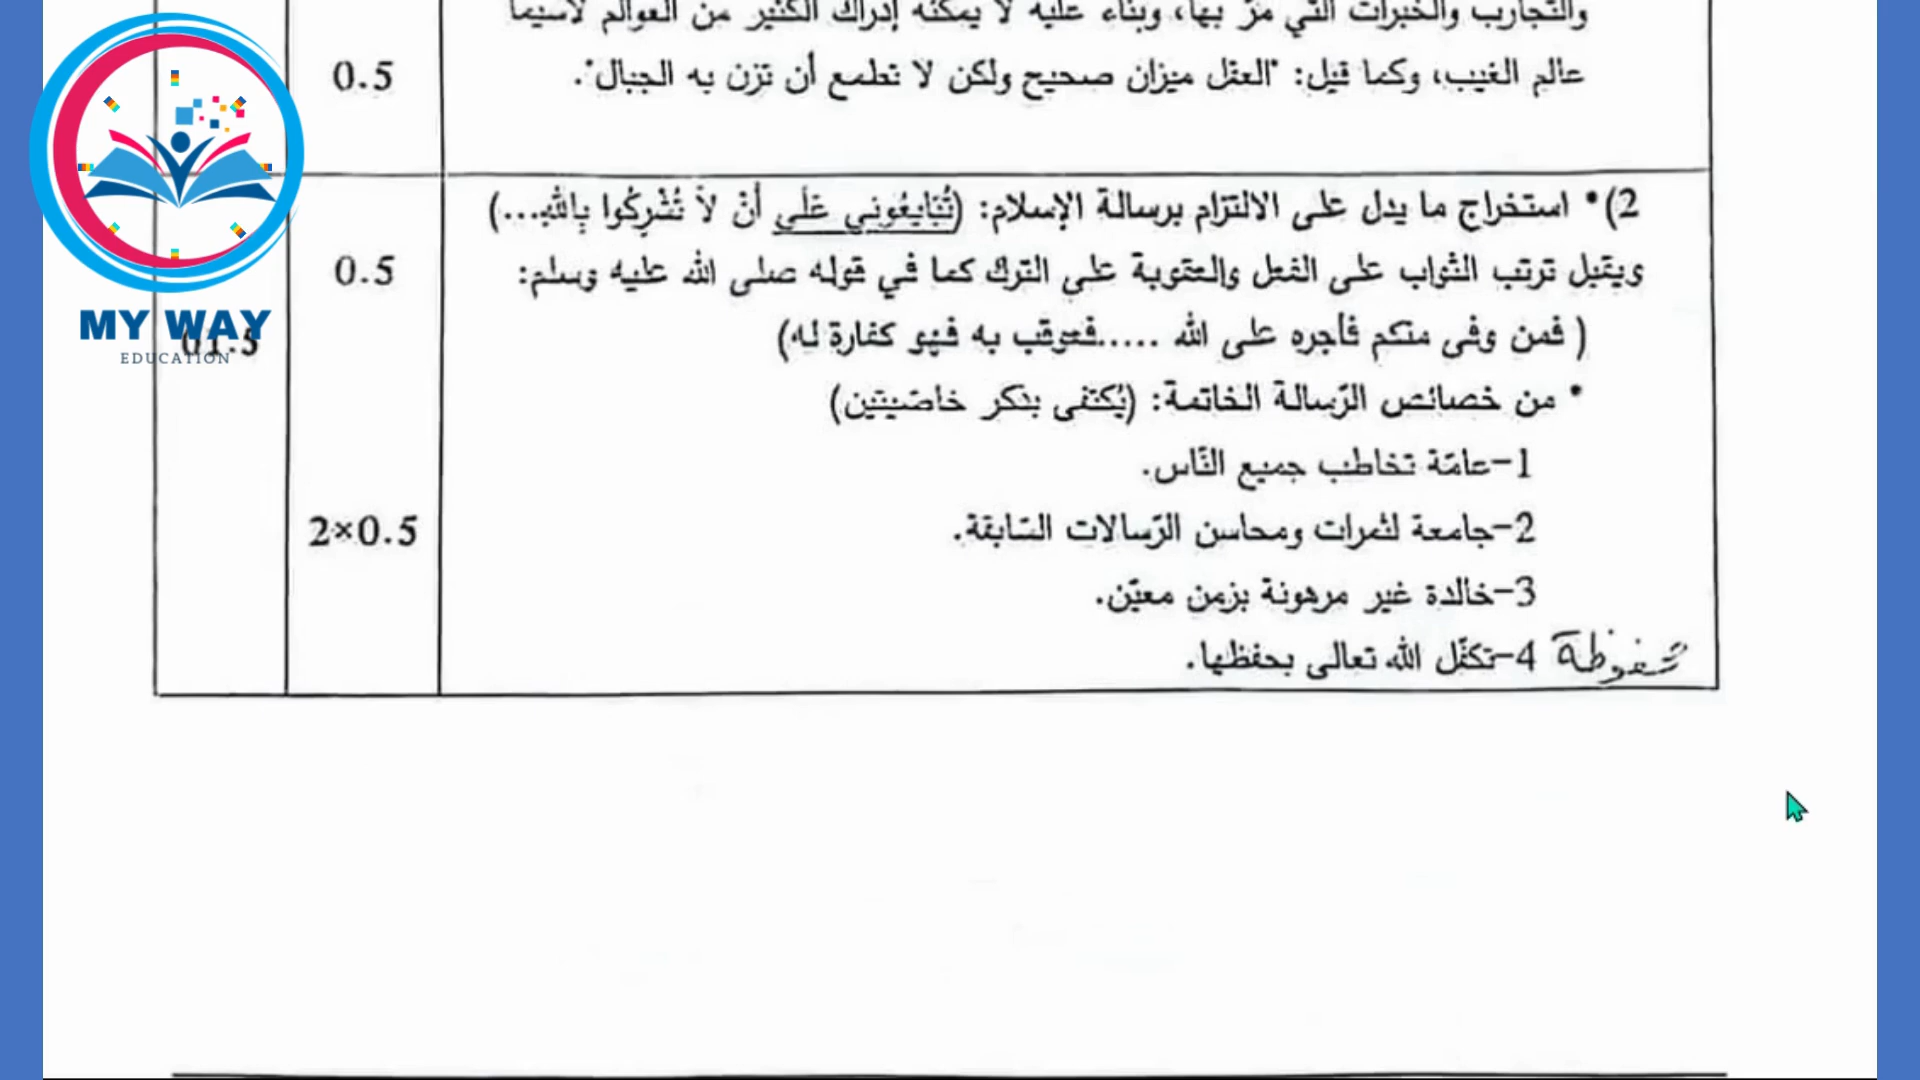 والتجارب والخبرات التي مرّ بها، وبناء عليه لا يمكنه إدراك الكثير من العوالم لاسيما
عالم الغيب، وكما قيل: "العقل ميزان صحيح ولكن لا تطمع أن تزن به الجبال".
0.5
2)• استخراج ما يدل على الالتزام برسالة الإسلام: (تُبَايِعُونِي عَلَى أَنْ لاَ تُشْرِكُوا بِاللهِ...)
ويقبل ترتب الثواب على الفعل والعقوبة على الترك كما في قوله صلى الله عليه وسلم:
0.5
( فمن وفى منكم فأجره على الله .....فعوقب به فهو كفارة له)
01.5
• من خصائص الرّسالة الخاتمة: (يُكتفى بذكر خاصّيتين)
1–عامّة تخاطب جميع النّاس.
2–جامعة لثمرات ومحاسن الرّسالات السّابقة.
2×0.5
3–خالدة غير مرهونة بزمن معيّن.
محفوظة 4–تكفّل الله تعالى بحفظها.
MY WAY
EDUCATION